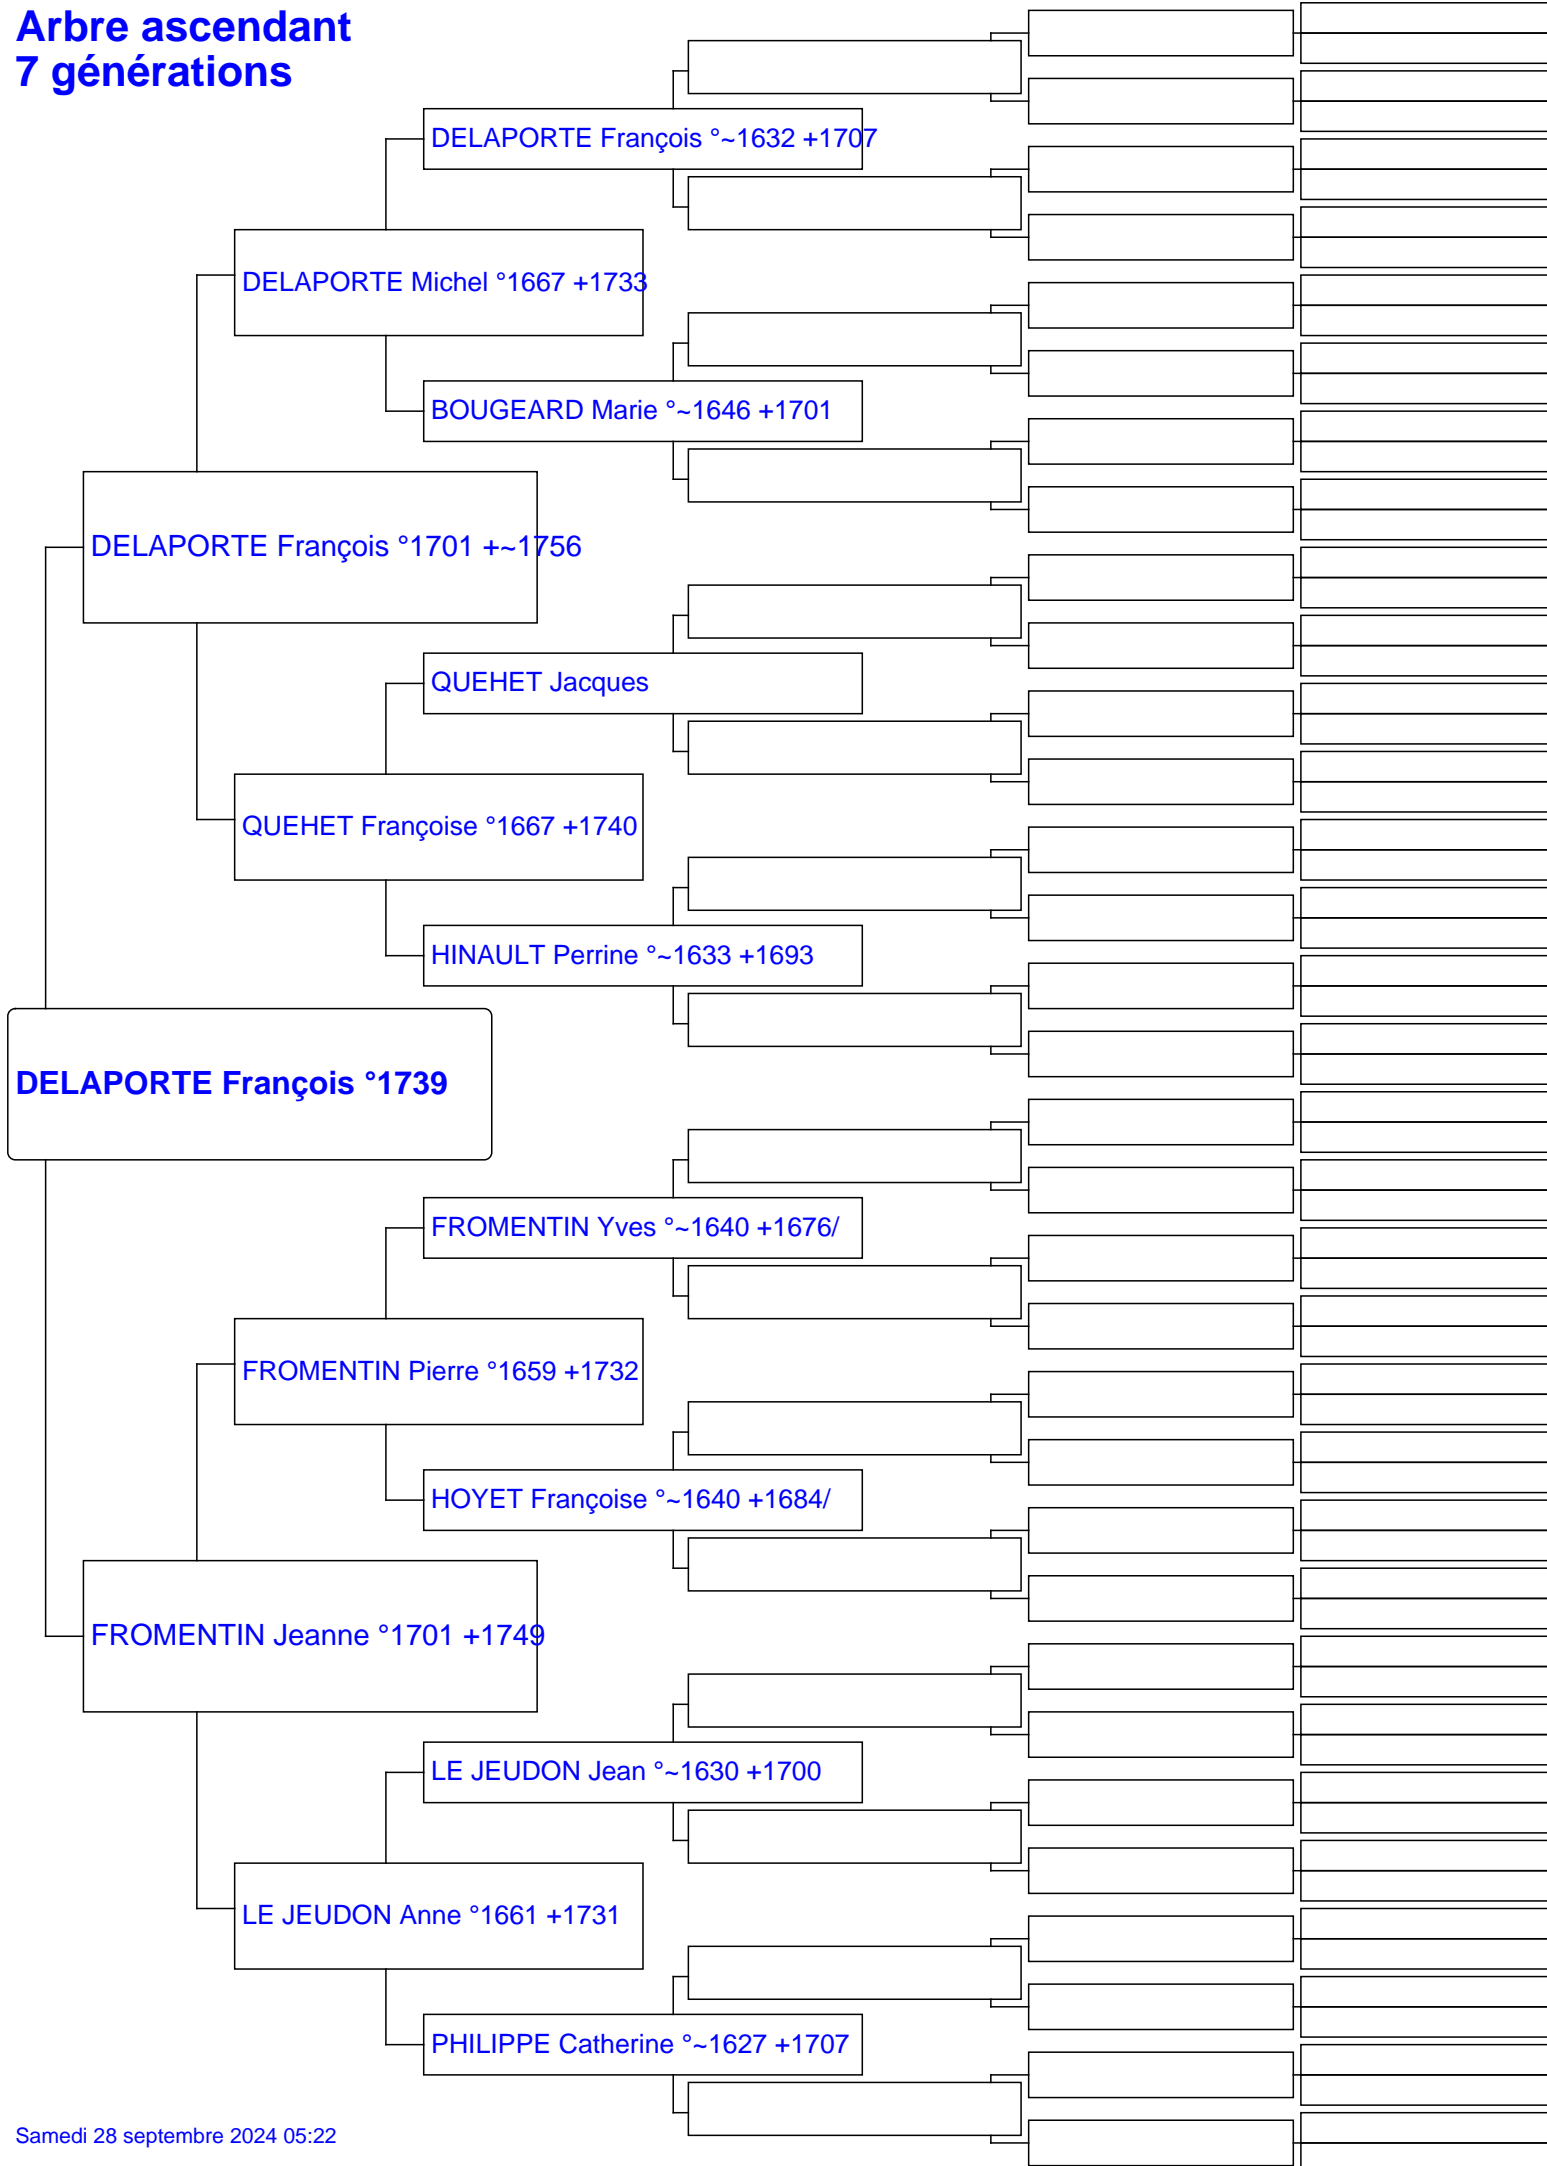 Arbre ascendant
7 générations
DELAPORTE François °~1632 +1707
DELAPORTE Michel °1667 +1733
BOUGEARD Marie °~1646 +1701
DELAPORTE François °1701 +~1756
QUEHET Jacques
QUEHET Françoise °1667 +1740
HINAULT Perrine °~1633 +1693
DELAPORTE François °1739
FROMENTIN Yves °~1640 +1676/
FROMENTIN Pierre °1659 +1732
HOYET Françoise °~1640 +1684/
FROMENTIN Jeanne °1701 +1749
LE JEUDON Jean °~1630 +1700
LE JEUDON Anne °1661 +1731
PHILIPPE Catherine °~1627 +1707
Samedi 28 septembre 2024 05:22